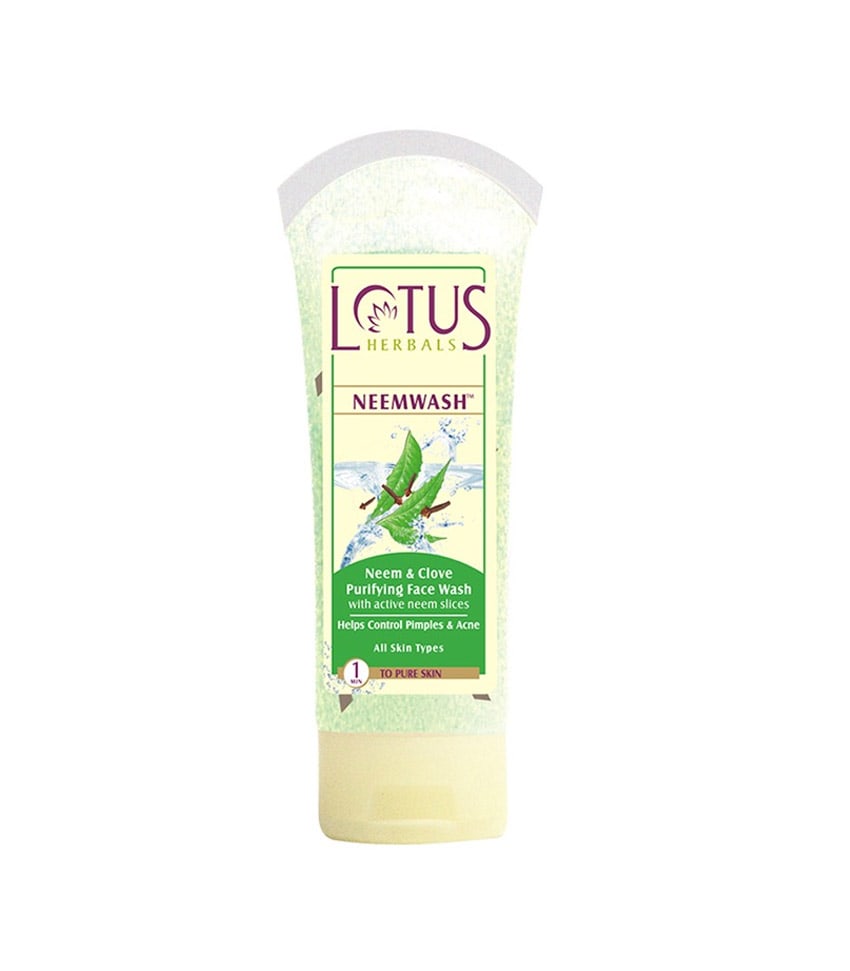 LOTUS
HERBALS
NEEMWASH™
Neem & Clove
Purifying Face Wash
with active neem slices
Helps Control Pimples & Acne
All Skin Types
1
MIN
TO PURE SKIN